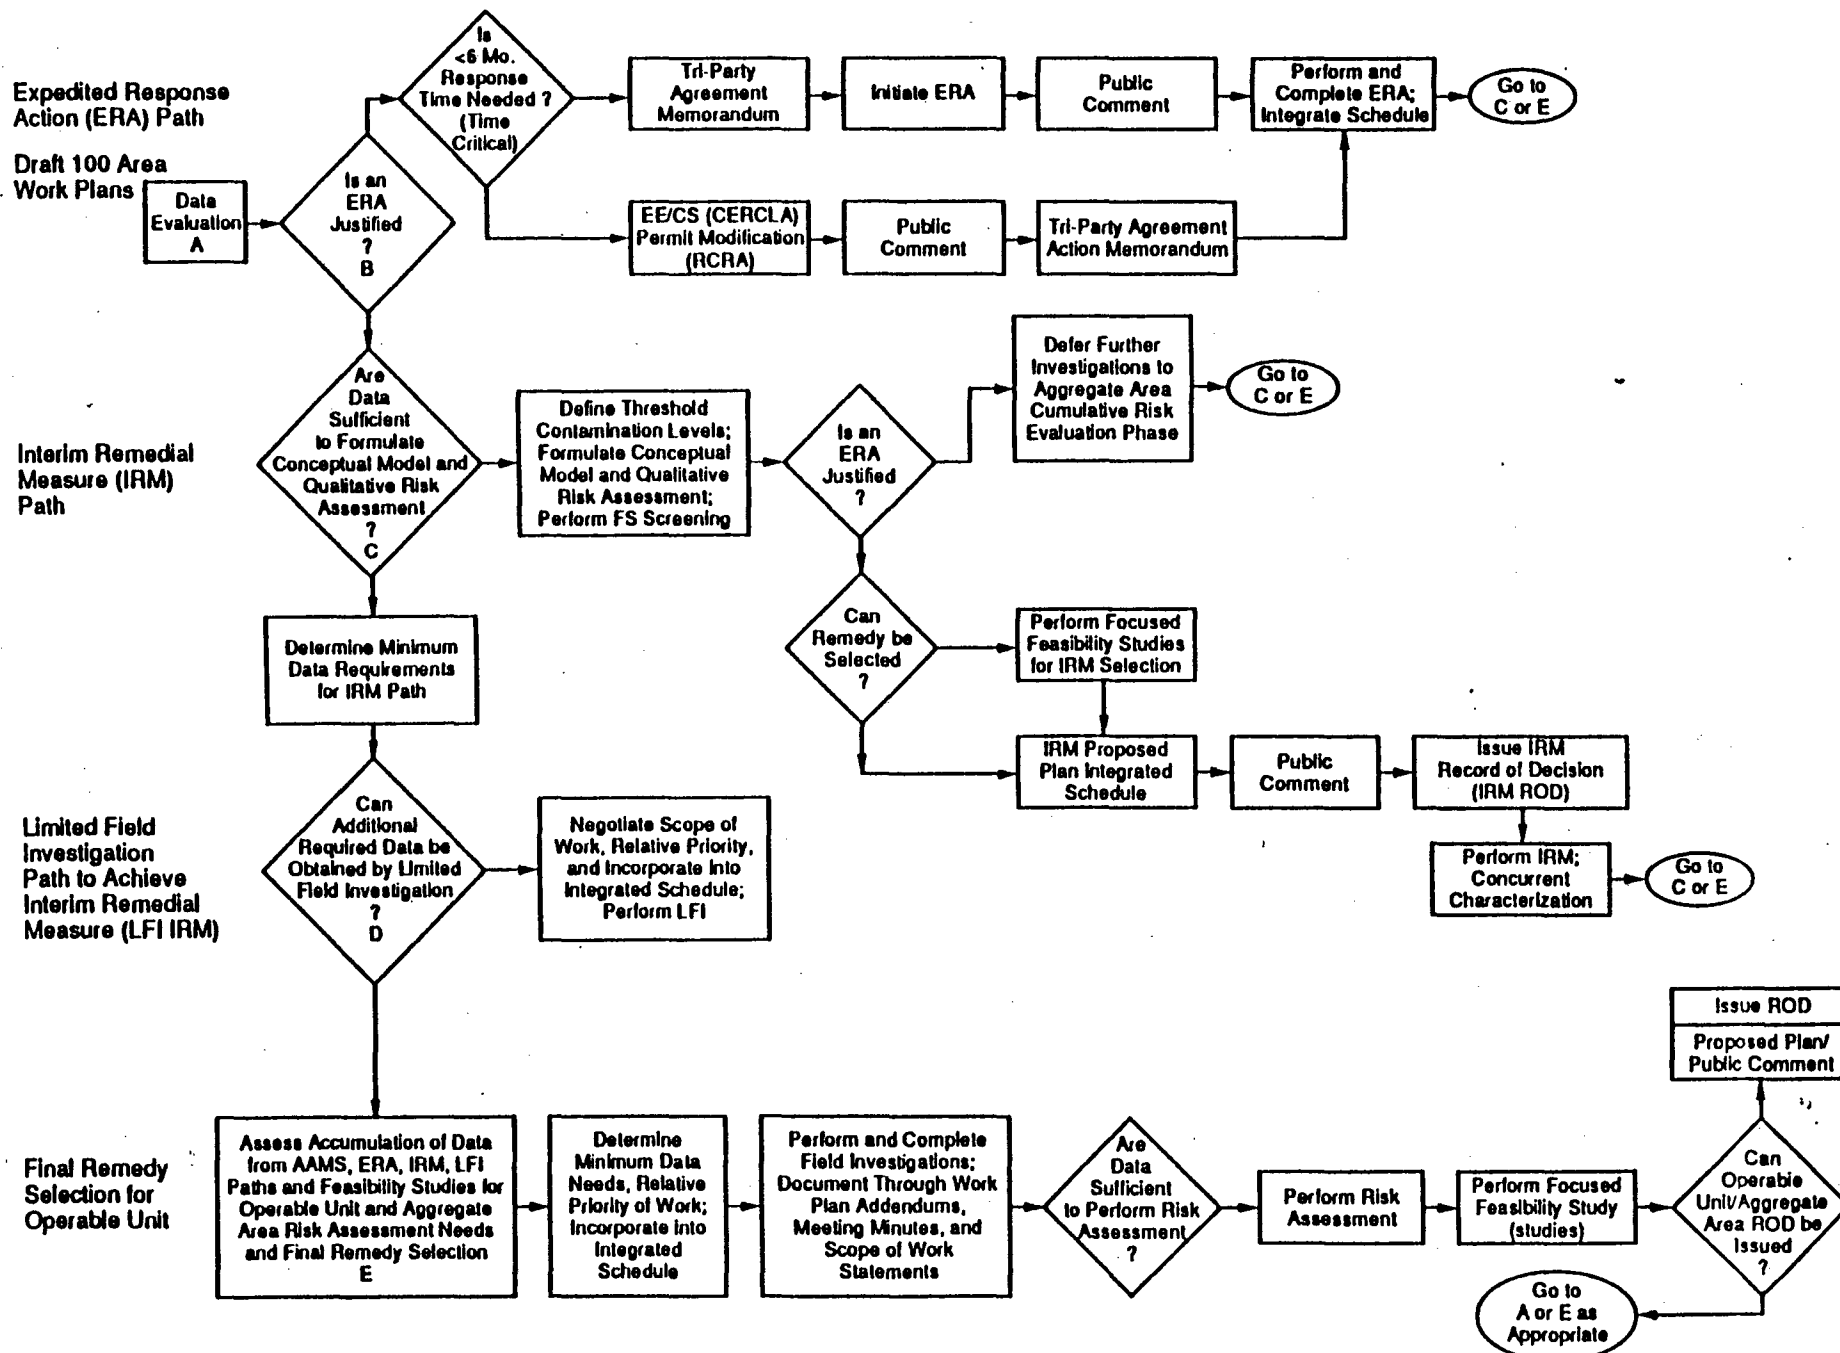 Expedited Response
Action (ERA) Path
Draft 100 Area
Work Plans
Data
Evaluation
A
Is an
ERA
Justified
?
B
Is
<6 Mo.
Response
Time Needed ?
(Time
Critical)
Tri-Party
Agreement
Memorandum
Initiate ERA
Public
Comment
Perform and
Complete ERA;
Integrate Schedule
Go to
C or E
EE/CS (CERCLA)
Permit Modification
(RCRA)
Public
Comment
Tri-Party Agreement
Action Memorandum
Interim Remedial
Measure (IRM)
Path
Are
Data
Sufficient
to Formulate
Conceptual Model and
Qualitative Risk
Assessment
?
C
Define Threshold
Contamination Levels;
Formulate Conceptual
Model and Qualitative
Risk Assessment;
Perform FS Screening
Is an
ERA
Justified
?
Defer Further
Investigations to
Aggregate Area
Cumulative Risk
Evaluation Phase
Go to
C or E
Determine Minimum
Data Requirements
for IRM Path
Can
Remedy be
Selected
?
Perform Focused
Feasibility Studies
for IRM Selection
IRM Proposed
Plan Integrated
Schedule
Public
Comment
Issue IRM
Record of Decision
(IRM ROD)
Perform IRM;
Concurrent
Characterization
Go to
C or E
Limited Field
Investigation
Path to Achieve
Interim Remedial
Measure (LFI IRM)
Can
Additional
Required Data be
Obtained by Limited
Field Investigation
?
D
Negotiate Scope of
Work, Relative Priority,
and Incorporate Into
Integrated Schedule;
Perform LFI
Final Remedy
Selection for
Operable Unit
Assess Accumulation of Data
from AAMS, ERA, IRM, LFI
Paths and Feasibility Studies for
Operable Unit and Aggregate
Area Risk Assessment Needs
and Final Remedy Selection
E
Determine
Minimum Data
Needs, Relative
Priority of Work;
Incorporate Into
Integrated
Schedule
Perform and Complete
Field Investigations;
Document Through Work
Plan Addendums,
Meeting Minutes, and
Scope of Work
Statements
Are
Data
Sufficient
to Perform Risk
Assessment
?
Perform Risk
Assessment
Perform Focused
Feasibility Study
(studies)
Can
Operable
Unit/Aggregate
Area ROD be
Issued
?
Issue ROD
Proposed Plan/
Public Comment
Go to
A or E as
Appropriate